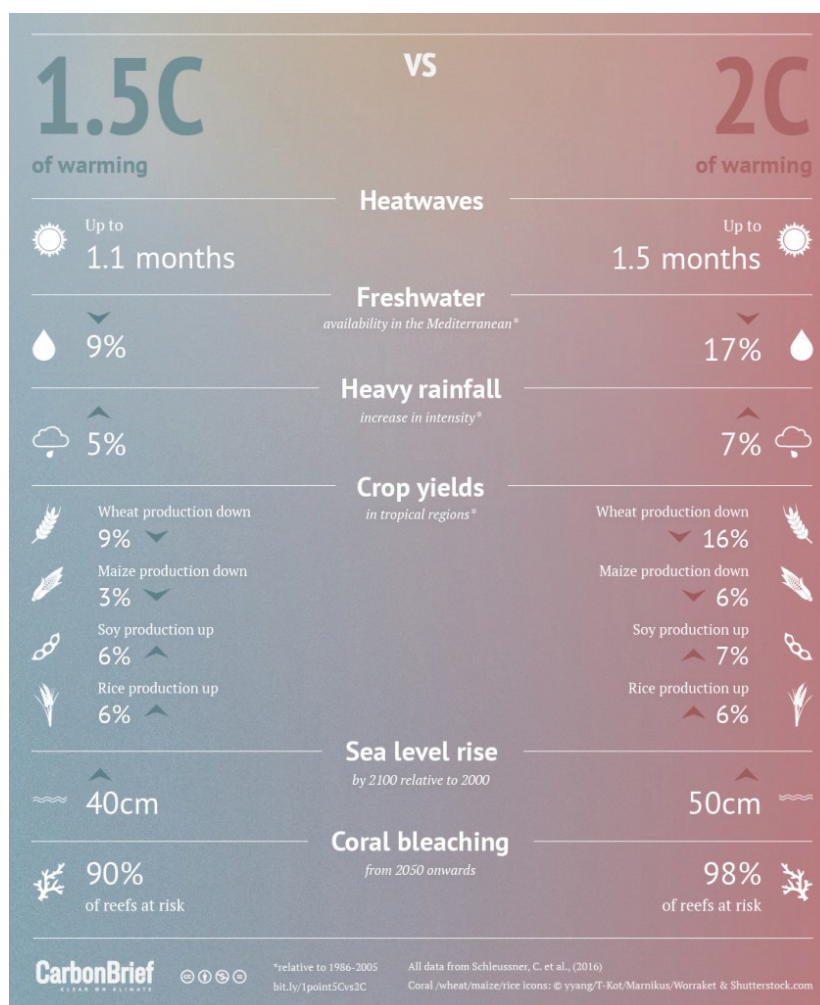 1.5C
VS
2C
of warming
of warming
Heatwaves
Up to
1.1 months
Up to
1.5 months
Freshwater
availability in the Mediterranean*
9%
17%
Heavy rainfall
increase in intensity*
5%
7%
Crop yields
in tropical regions*
Wheat production down
9%
Wheat production down
16%
Maize production down
3%
Maize production down
6%
Soy production up
6%
Soy production up
7%
Rice production up
6%
Rice production up
6%
Sea level rise
by 2100 relative to 2000
40cm
50cm
Coral bleaching
from 2050 onwards
90%
of reefs at risk
98%
of reefs at risk
CarbonBrief
CLEAR ON CLIMATE
*relative to 1986-2005
bit.ly/1point5Cvs2C
All data from Schleussner, C. et al., (2016)
Coral /wheat/maize/rice icons: © yyang/T-Kot/Marnikus/Worraket & Shutterstock.com